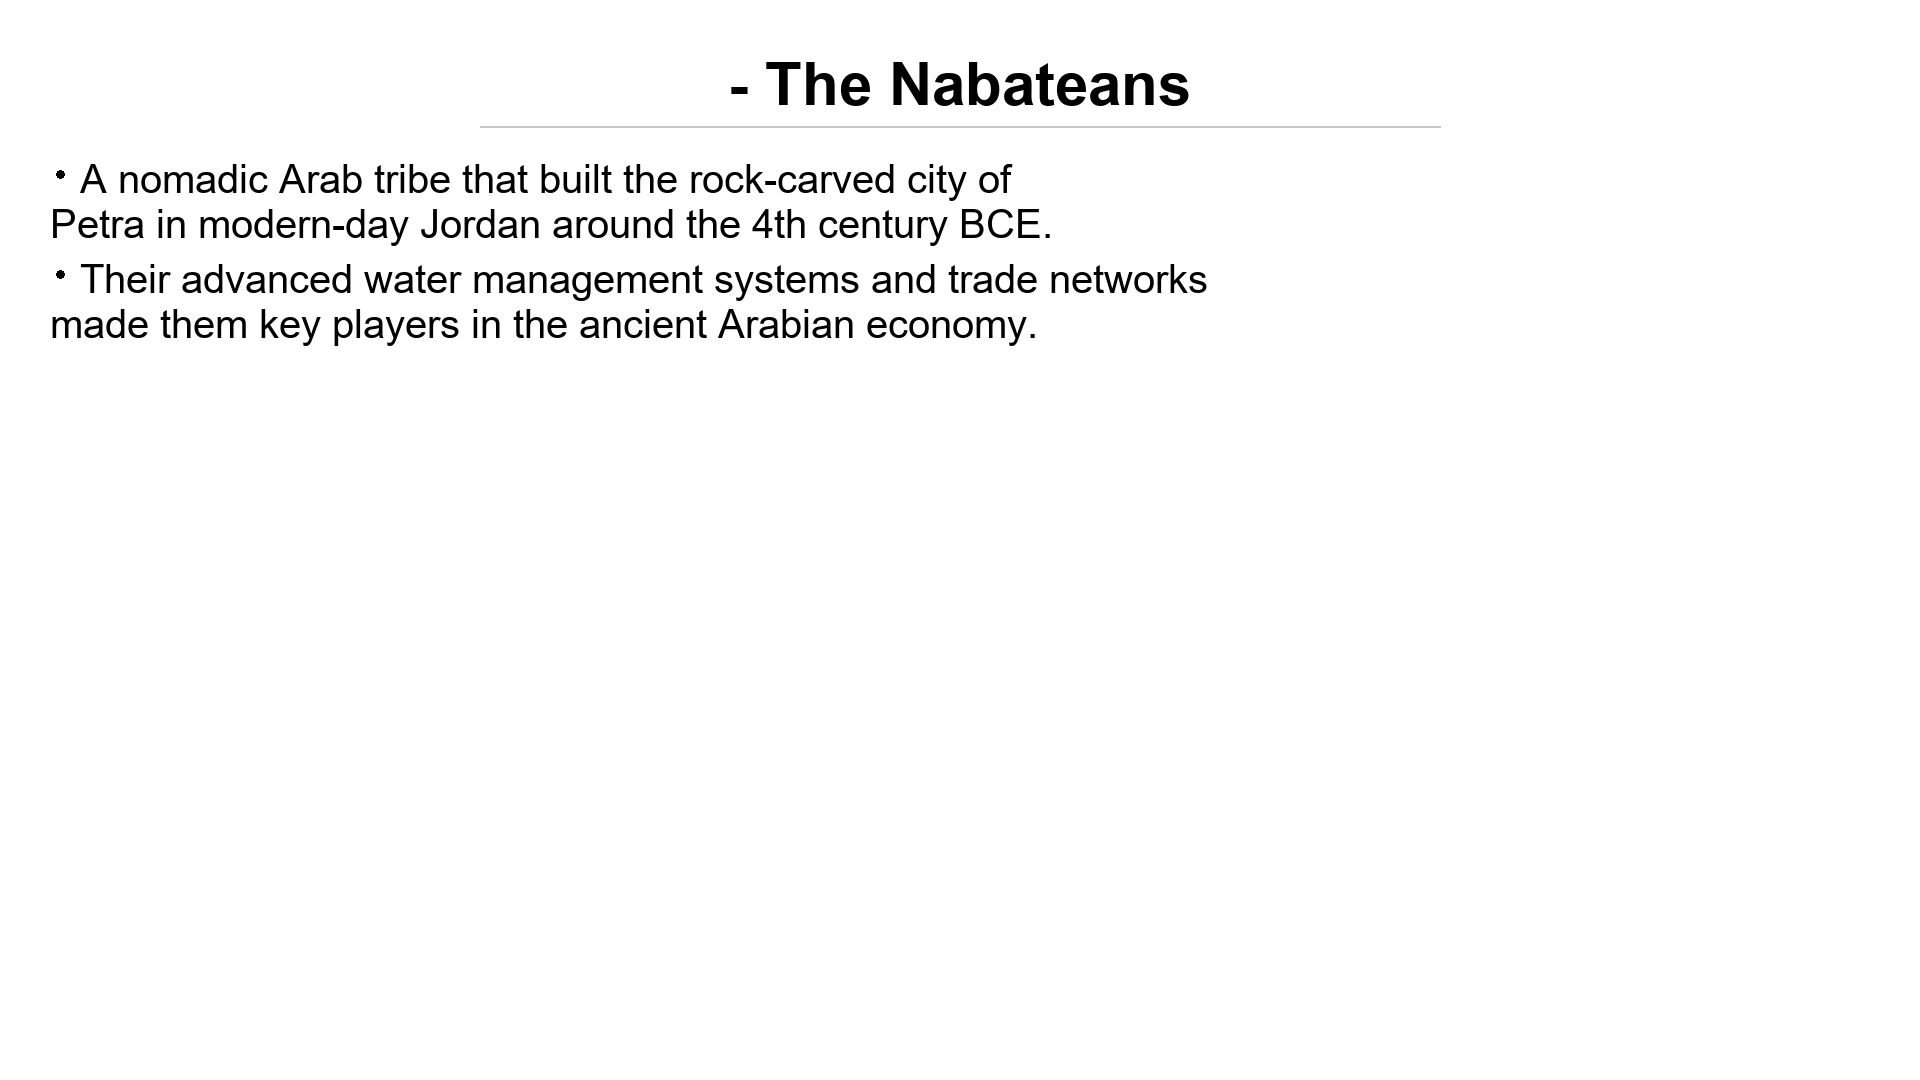 - The Nabateans
• A nomadic Arab tribe that built the rock-carved city of
Petra in modern-day Jordan around the 4th century BCE.
• Their advanced water management systems and trade networks
made them key players in the ancient Arabian economy.